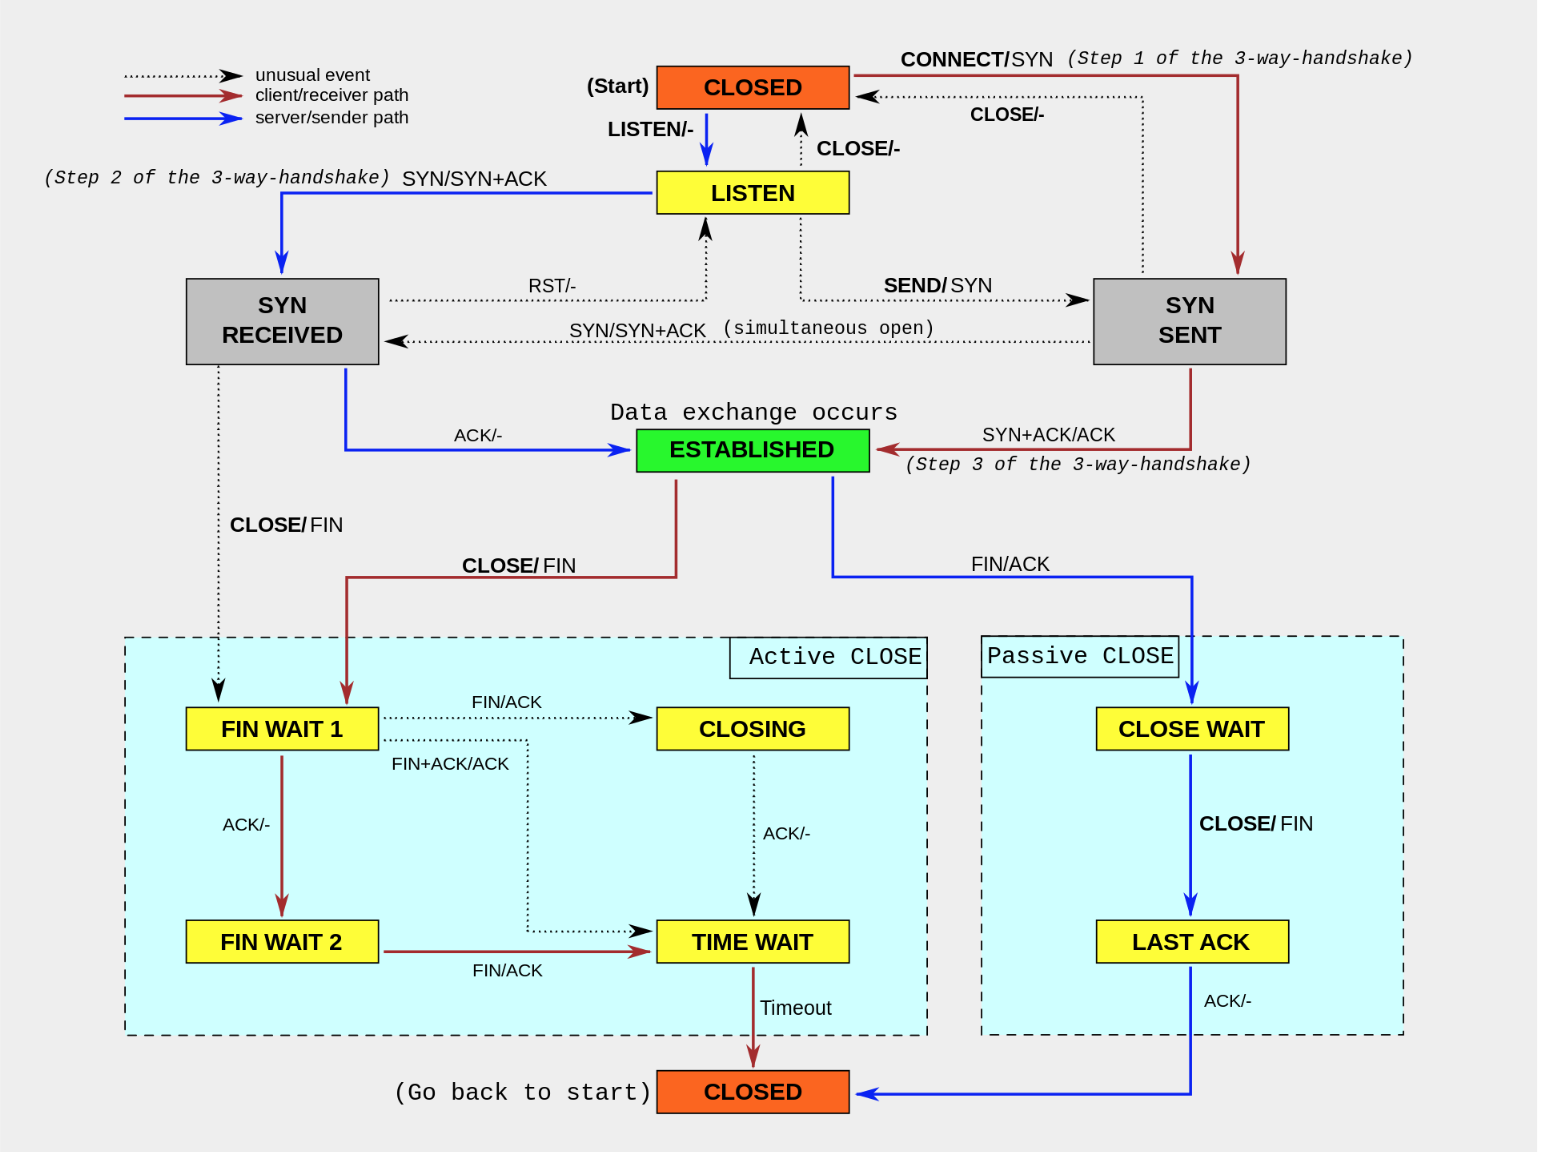 CONNECT/SYN (Step 1 of the 3-way-handshake)
unusual event
client/receiver path
server/sender path
(Start)
CLOSED
CLOSE/-
LISTEN/-
CLOSE/-
(Step 2 of the 3-way-handshake) SYN/SYN+ACK
LISTEN
RST/-
SEND/SYN
SYN
RECEIVED
SYN
SENT
SYN/SYN+ACK (simultaneous open)
Data exchange occurs
ACK/-
ESTABLISHED
SYN+ACK/ACK
(Step 3 of the 3-way-handshake)
CLOSE/FIN
CLOSE/FIN
FIN/ACK
Active CLOSE
Passive CLOSE
FIN WAIT 1
FIN/ACK
CLOSING
CLOSE WAIT
FIN+ACK/ACK
ACK/-
ACK/-
CLOSE/FIN
FIN WAIT 2
TIME WAIT
LAST ACK
FIN/ACK
Timeout
ACK/-
(Go back to start)
CLOSED